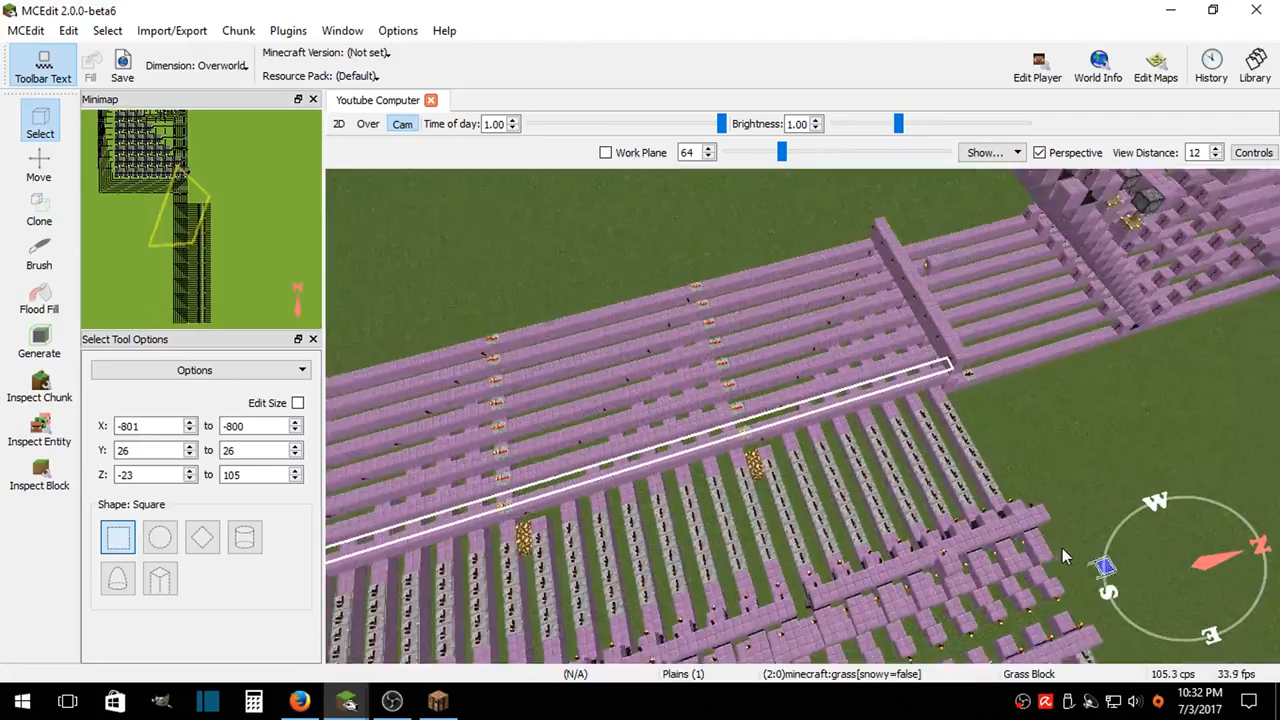 MCEdit 2.0.0-beta6
MCEdit Edit Select Import/Export Chunk Plugins Window Options Help
Toolbar Text Fill Save Dimension: Overworld Minecraft Version: (Not set) Resource Pack: (Default) Edit Player World Info Edit Maps History Library
Minimap Youtube Computer
2D Over Cam Time of day: 1.00 Brightness: 1.00
Work Plane 64 Show... Perspective View Distance: 12 Controls
Select
Move
Clone
Brush
Flood Fill
Generate
Inspect Chunk
Inspect Entity
Inspect Block
N
Select Tool Options
Options
Edit Size
X: -801 to -800
Y: 26 to 26
Z: -23 to 105
Shape: Square
W
N
S
E
(N/A) Plains (1) (2:0)minecraft:grass[snowy=false] Grass Block 105.3 cps 33.9 fps
10:32 PM
7/3/2017